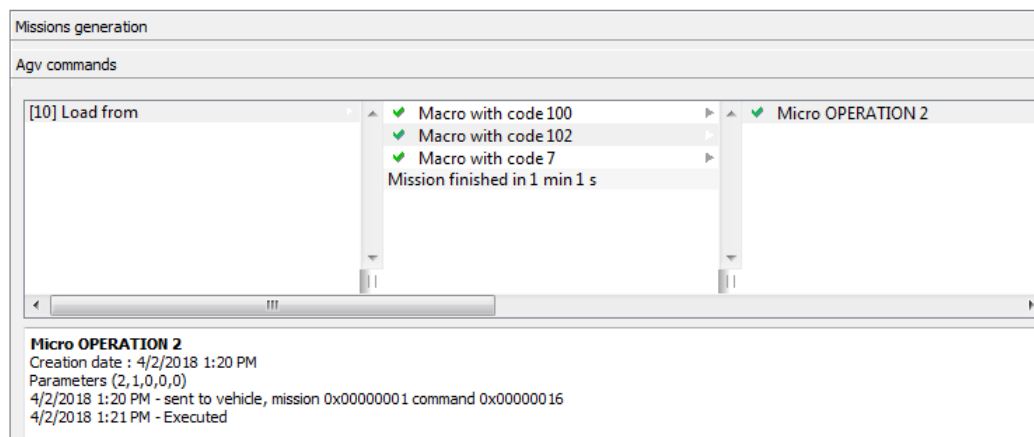 Missions generation
Agv commands
[10] Load from
Macro with code 100
Macro with code 102
Macro with code 7
Mission finished in 1 min 1 s
Micro OPERATION 2
Micro OPERATION 2
Creation date : 4/2/2018 1:20 PM
Parameters (2,1,0,0,0)
4/2/2018 1:20 PM - sent to vehicle, mission 0x00000001 command 0x00000016
4/2/2018 1:21 PM - Executed